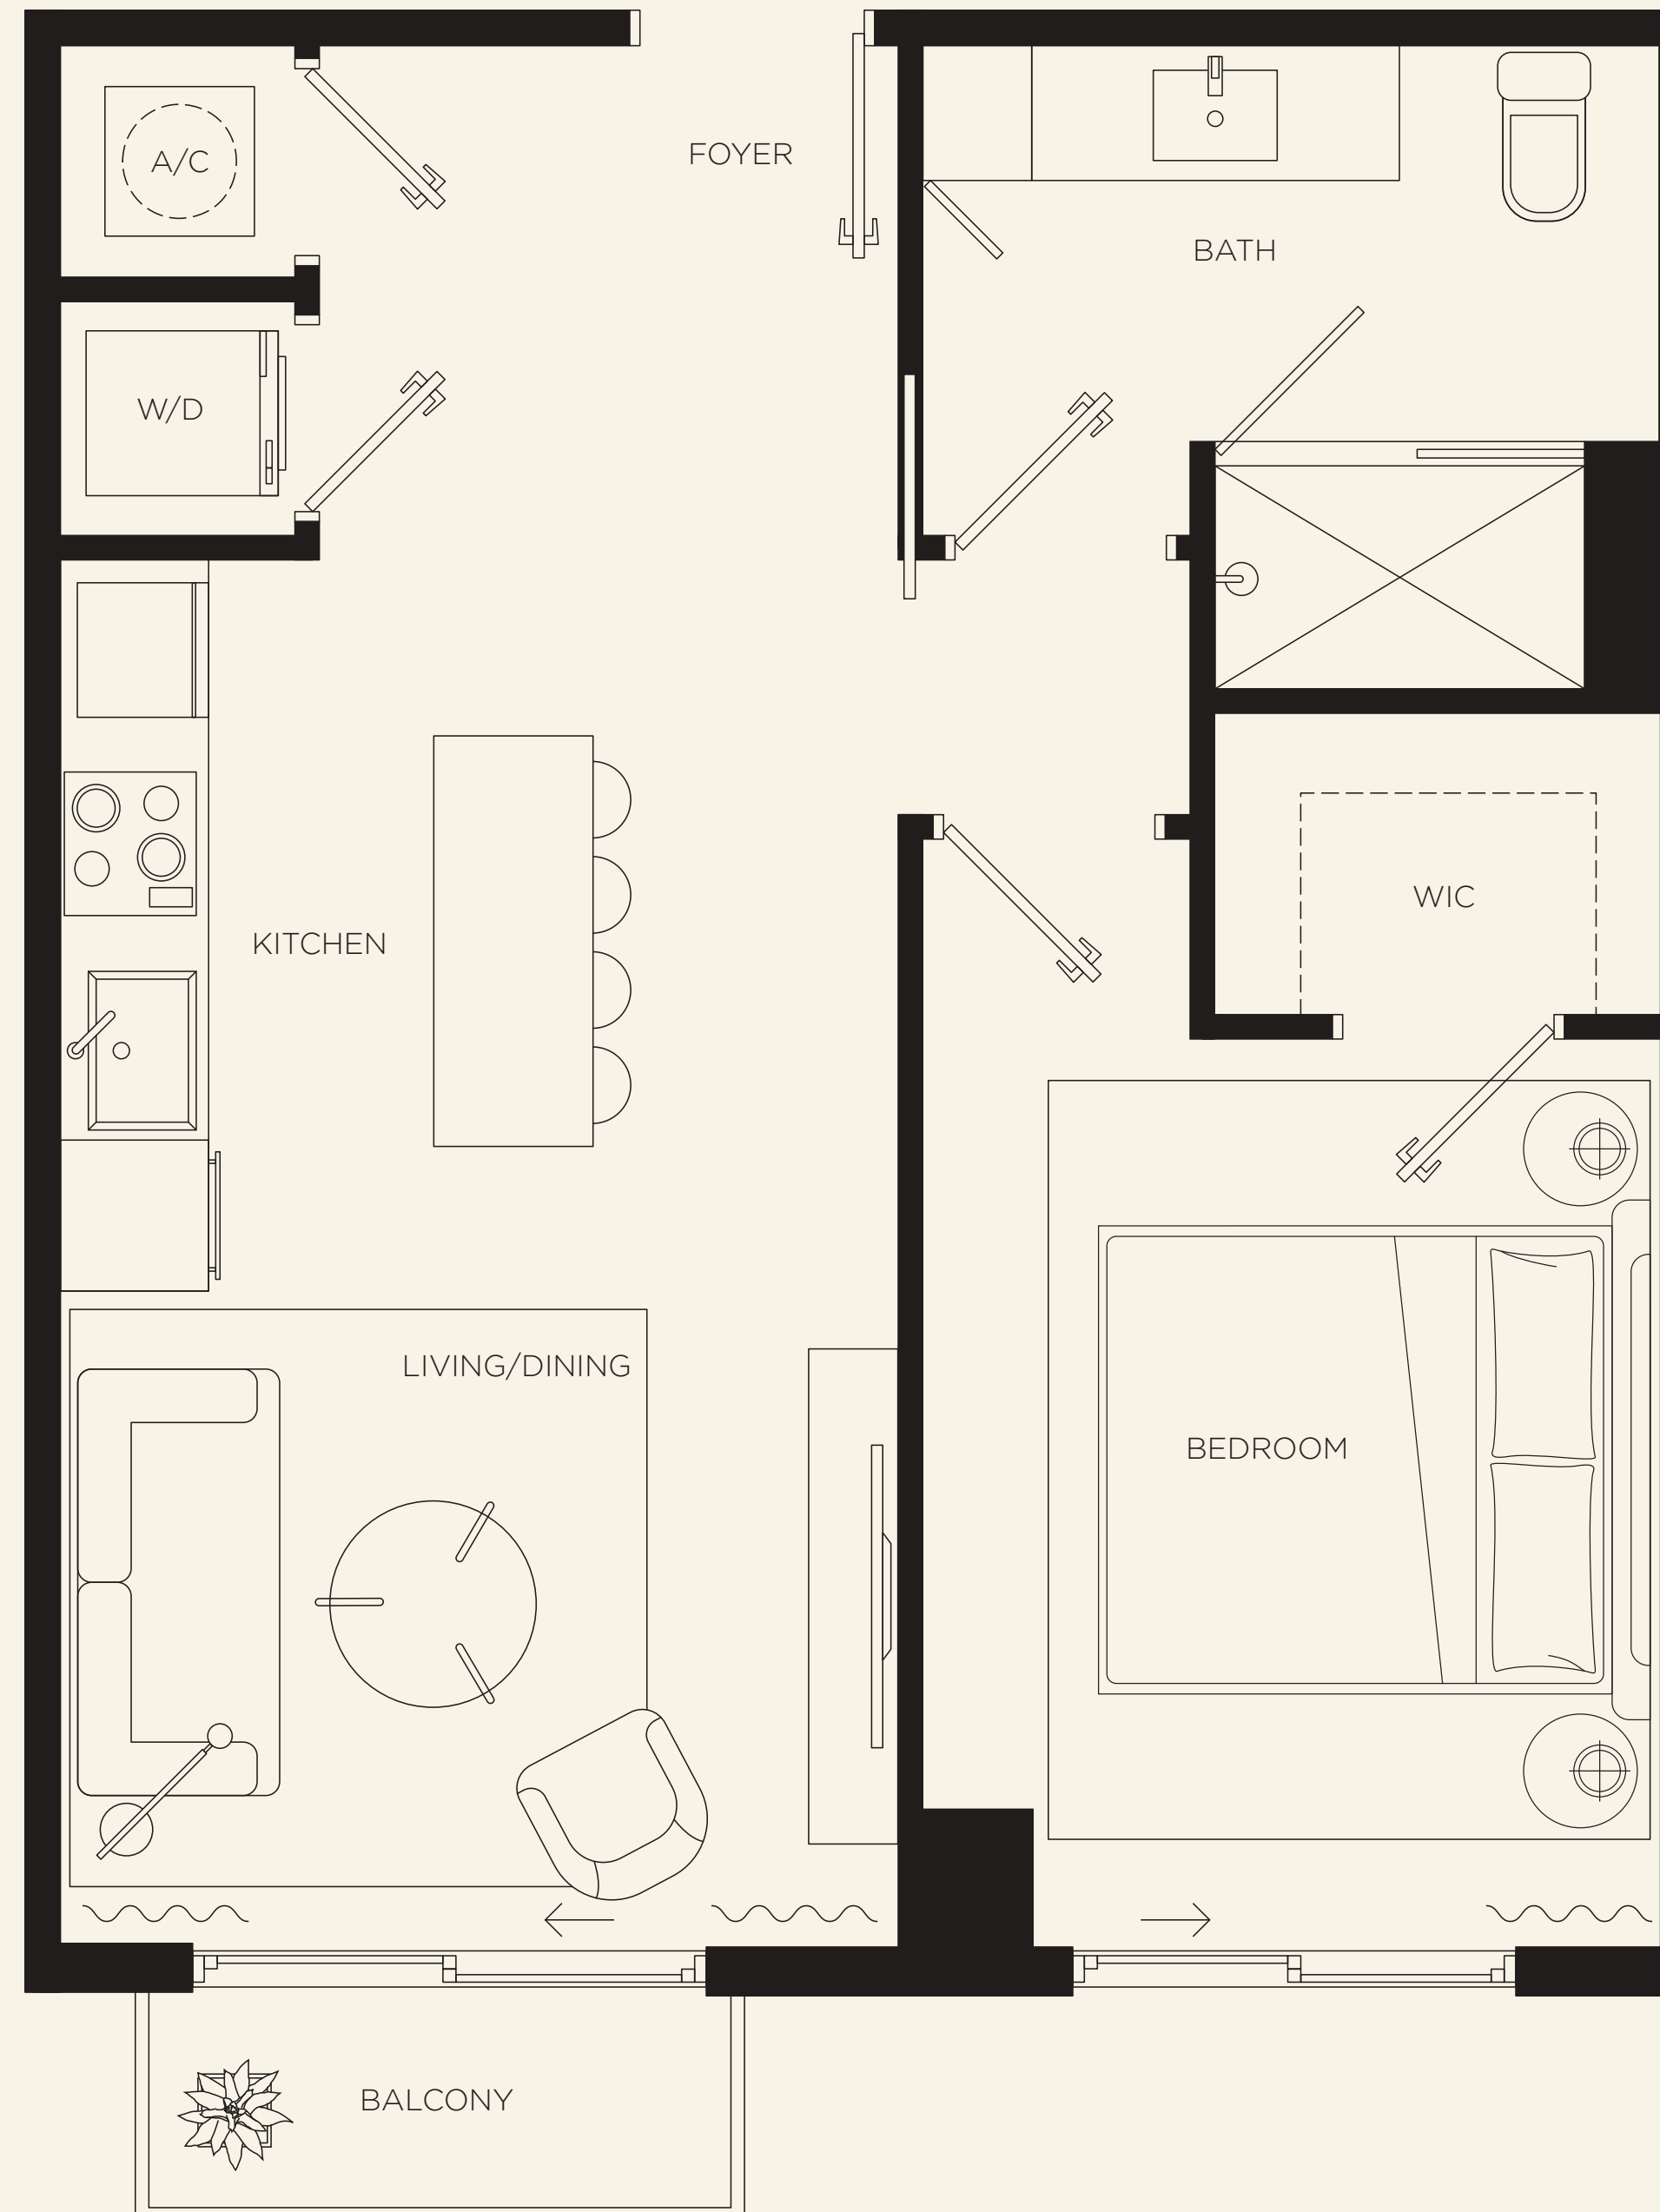 FOYER
A/C
BATH
W/D
WIC
KITCHEN
LIVING/DINING
BEDROOM
BALCONY